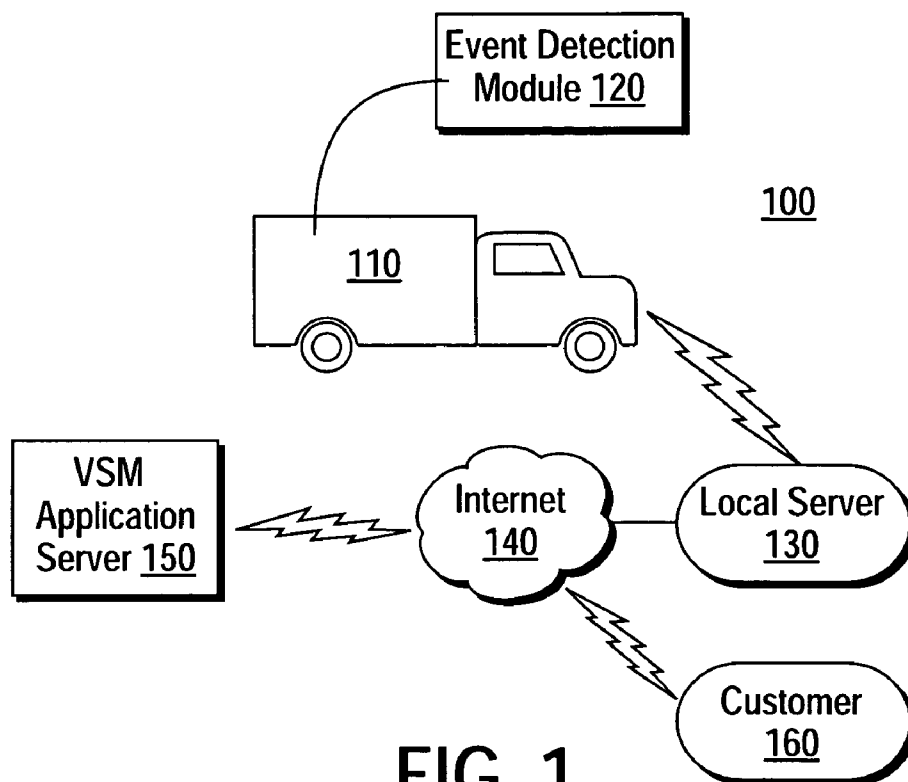 Event Detection
Module 120
100
110
VSM
Application
Server 150
Internet
140
Local Server
130
Customer
160
FIG. 1